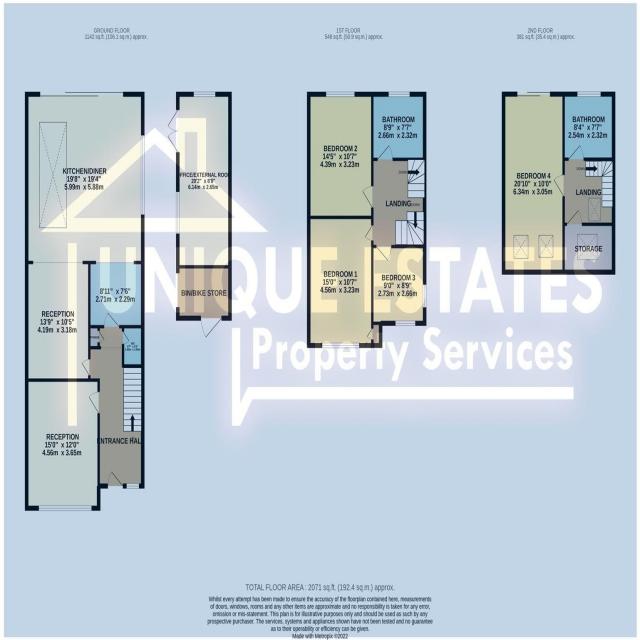 GROUND FLOOR
1142 sq.ft. (106.1 sq.m.) approx.
1ST FLOOR
548 sq.ft. (50.9 sq.m.) approx.
2ND FLOOR
381 sq.ft. (35.4 sq.m.) approx.
KITCHEN/DINER
19'8" x 19'4"
5.99m x 5.88m
OFFICE/EXTERNAL ROOM
20'2" x 8'8"
6.14m x 2.65m
BIN/BIKE STORE
8'11" x 7'6"
2.71m x 2.29m
RECEPTION
13'9" x 10'5"
4.19m x 3.18m
RECEPTION
15'0" x 12'0"
4.56m x 3.65m
ENTRANCE HALL
BEDROOM 2
14'5" x 10'7"
4.39m x 3.23m
BATHROOM
8'9" x 7'7"
2.66m x 2.32m
LANDING
BEDROOM 1
15'0" x 10'7"
4.56m x 3.23m
BEDROOM 3
9'0" x 8'9"
2.73m x 2.66m
BEDROOM 4
20'10" x 10'0"
6.34m x 3.05m
BATHROOM
8'4" x 7'7"
2.54m x 2.32m
LANDING
STORAGE
UNIQUE ESTATES
Property Services
TOTAL FLOOR AREA : 2071 sq.ft. (192.4 sq.m.) approx.
Whilst every attempt has been made to ensure the accuracy of the floorplan contained here, measurements
of doors, windows, rooms and any other items are approximate and no responsibility is taken for any error,
omission or mis-statement. This plan is for illustrative purposes only and should be used as such by any
prospective purchaser. The services, systems and appliances shown have not been tested and no guarantee
as to their operability or efficiency can be given.
Made with Metropix ©2022